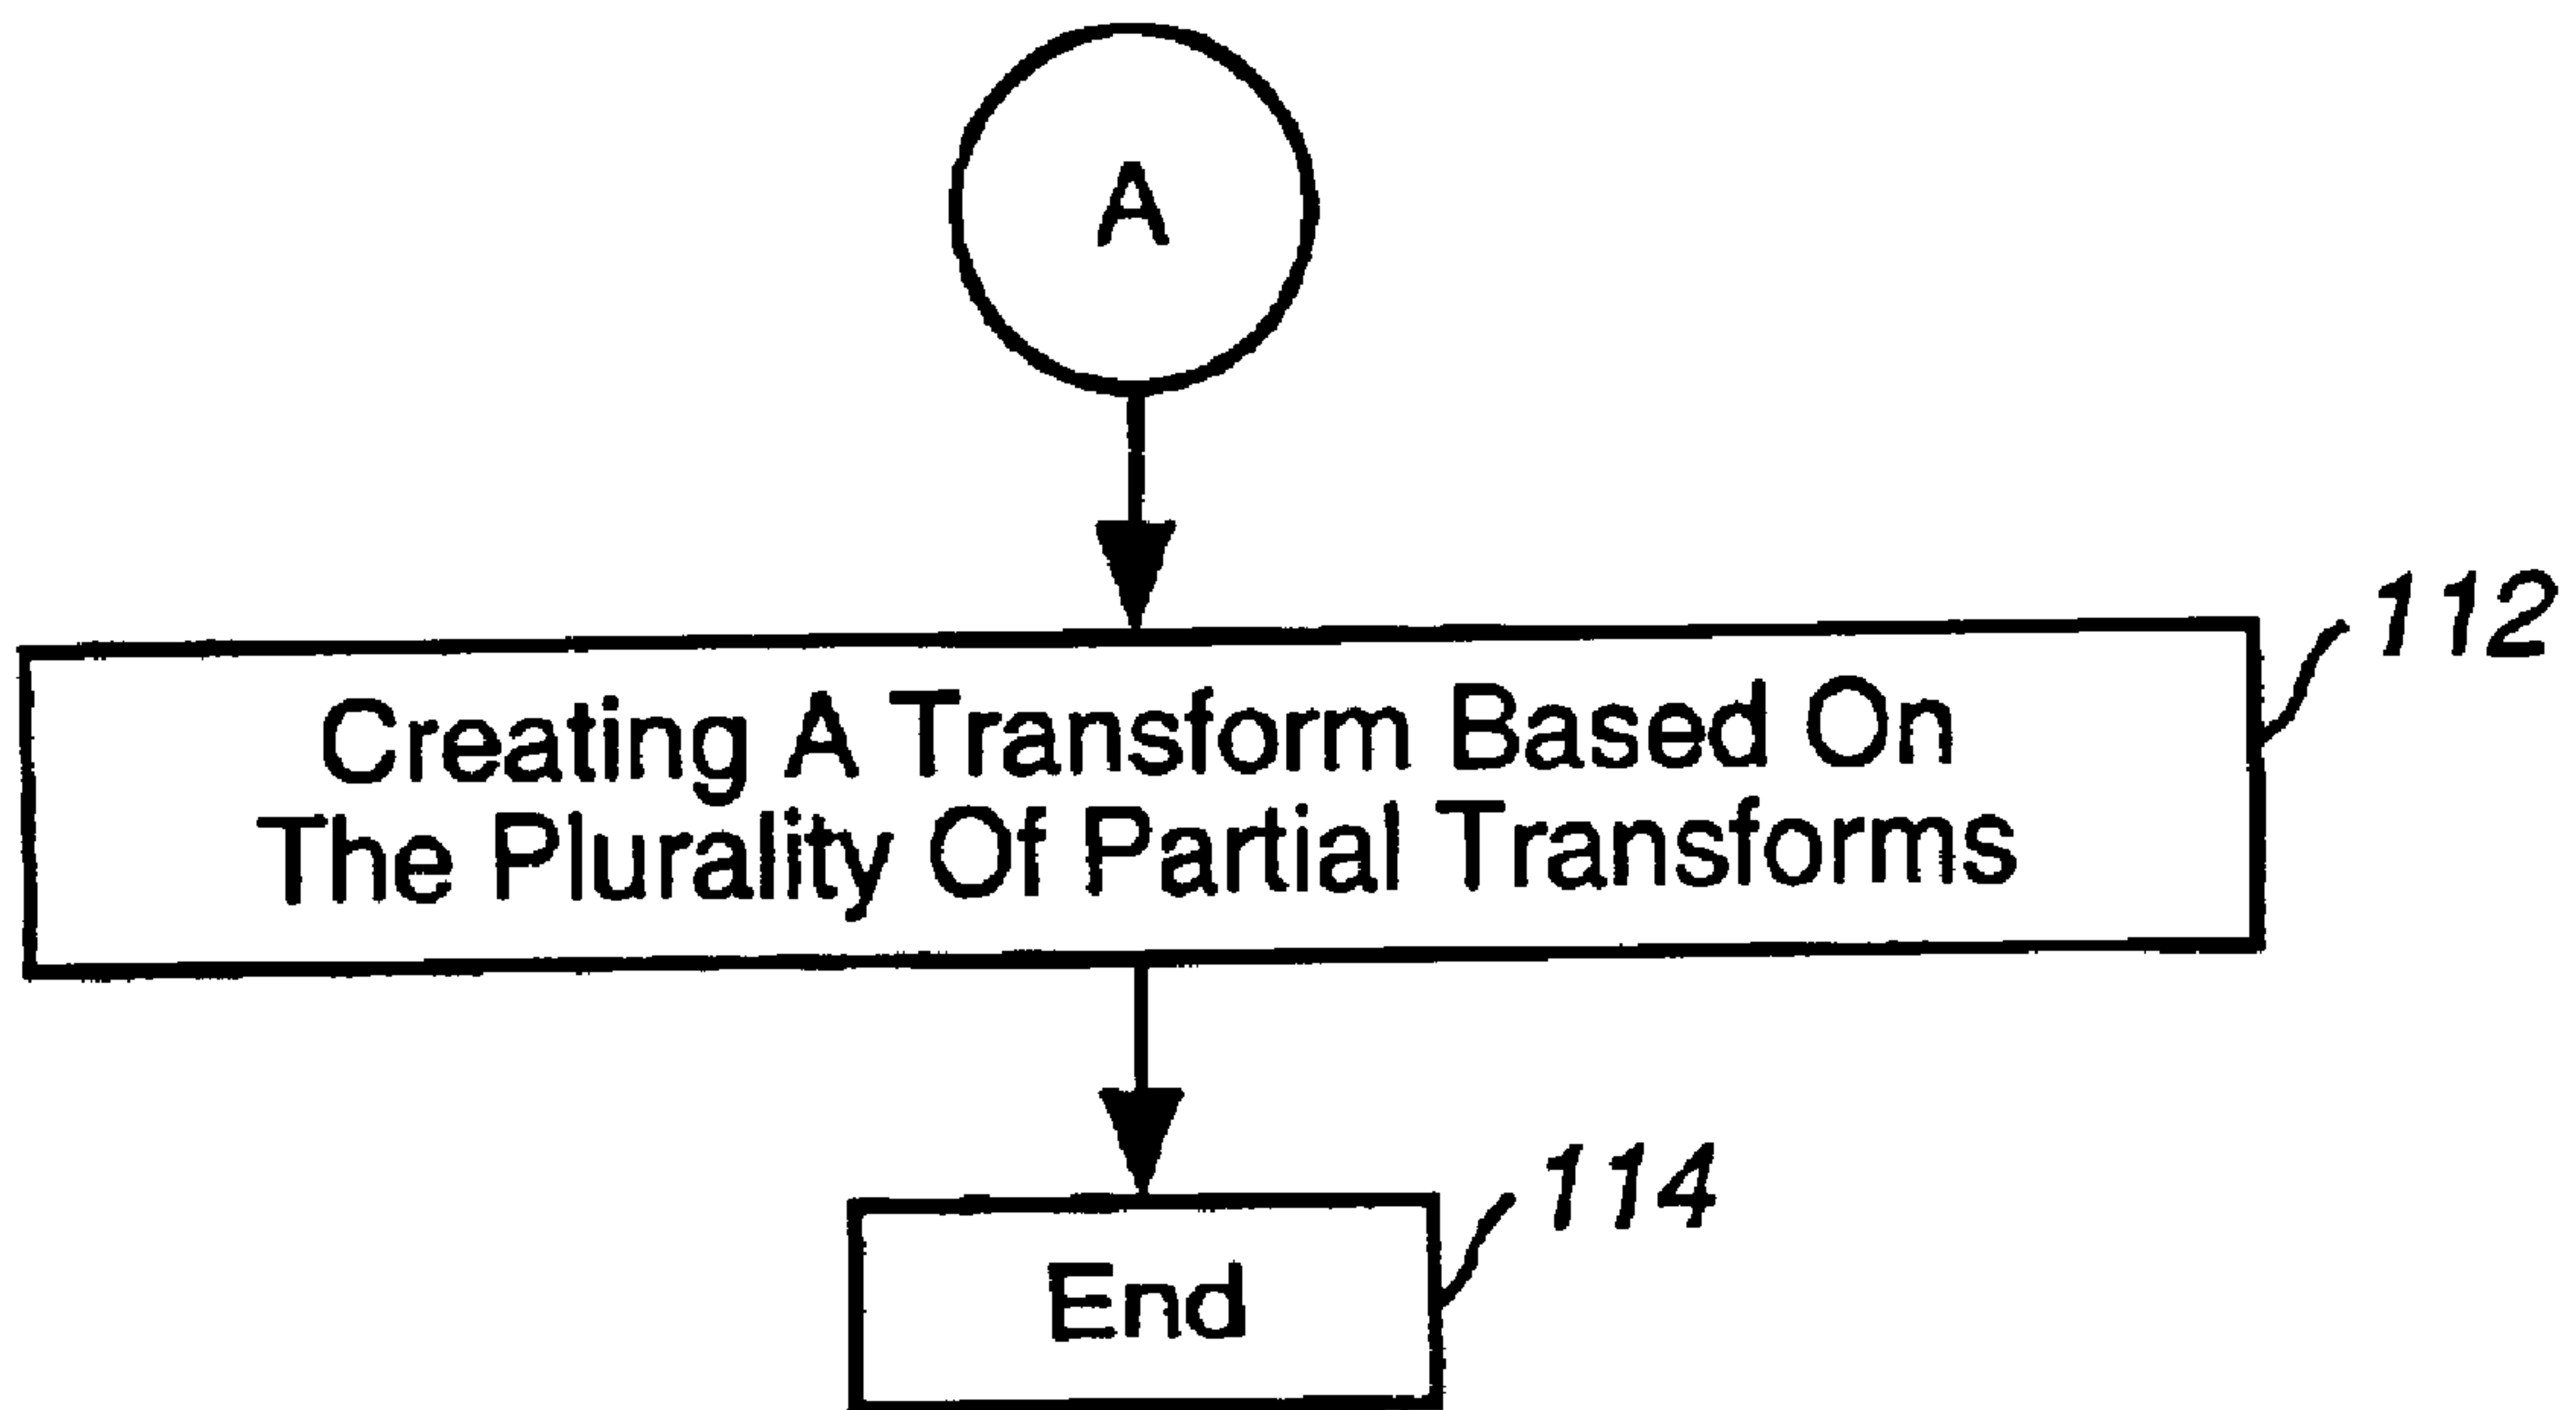 A
112
Creating A Transform Based On
The Plurality Of Partial Transforms
114
End